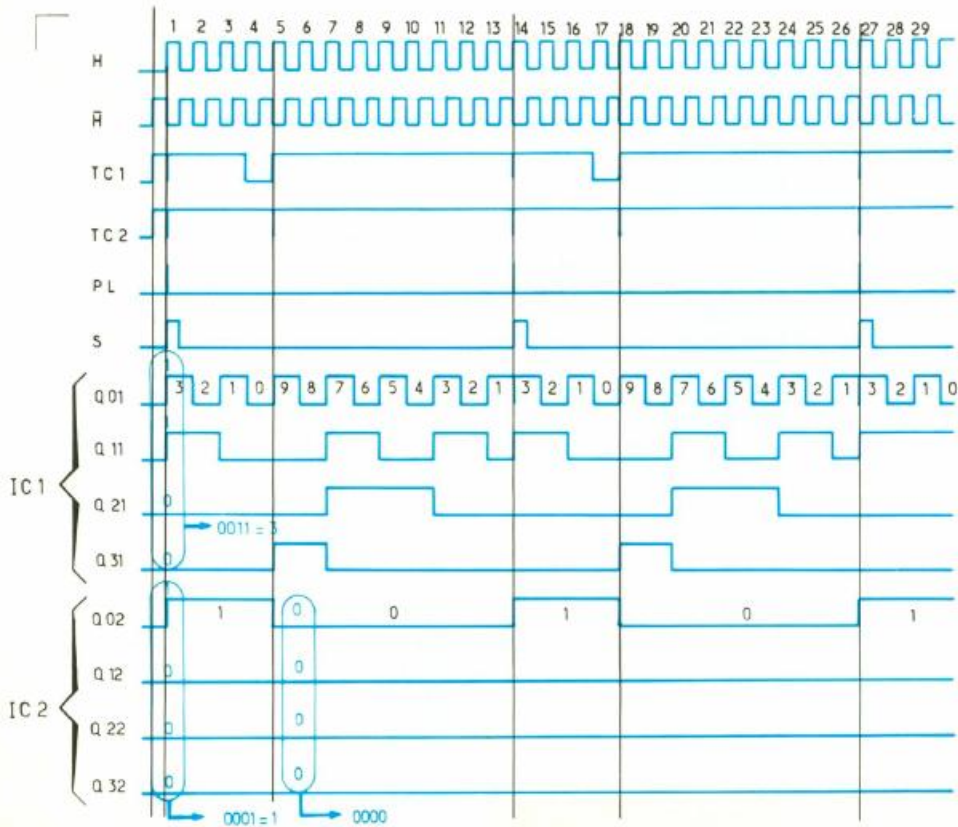 1 2 3 4 5 6 7 8 9 10 11 12 13 14 15 16 17 18 19 20 21 22 23 24 25 26 27 28 29
H
H̄
TC1
TC2
PL
S
1
Q01 3 2 1 0 9 8 7 6 5 4 3 2 1 3 2 1 0 9 8 7 6 5 4 3 2 1 3 2 1 0
1
Q11
IC1
Q21 0
0011 = 3
Q31 0
1
Q02 1 0 0 1 0 1
Q12 0 0
IC2
Q22 0 0
Q32 0 0
0001 = 1 0000